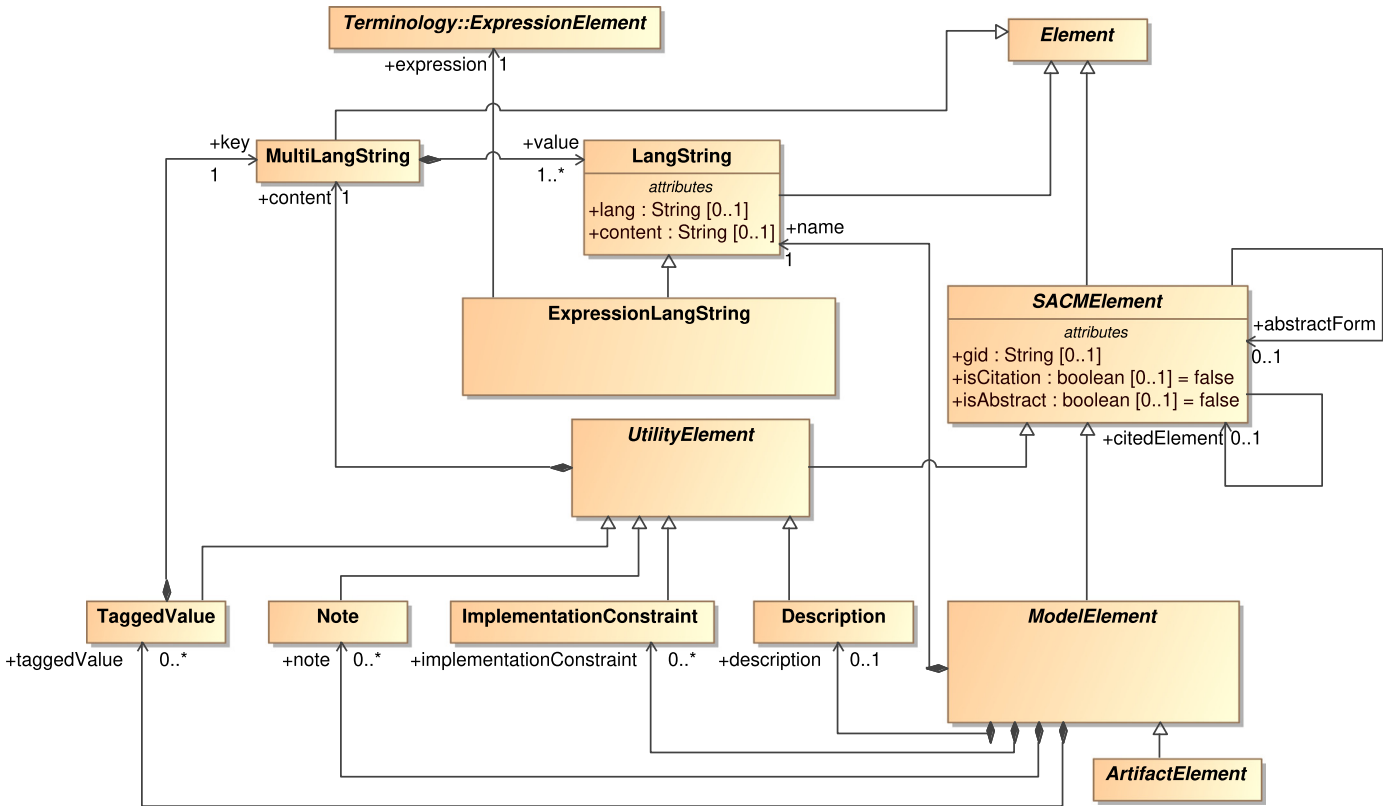 Terminology::ExpressionElement
Element
+expression
1
+key
1
MultiLangString
+content
1
+value
1..*
LangString
attributes
+lang : String [0..1]
+content : String [0..1]
+name
1
ExpressionLangString
SACMElement
attributes
+gid : String [0..1]
+isCitation : boolean [0..1] = false
+isAbstract : boolean [0..1] = false
+abstractForm
0..1
+citedElement
0..1
UtilityElement
TaggedValue
Note
ImplementationConstraint
Description
ModelElement
+taggedValue
0..*
+note
0..*
+implementationConstraint
0..*
+description
0..1
ArtifactElement